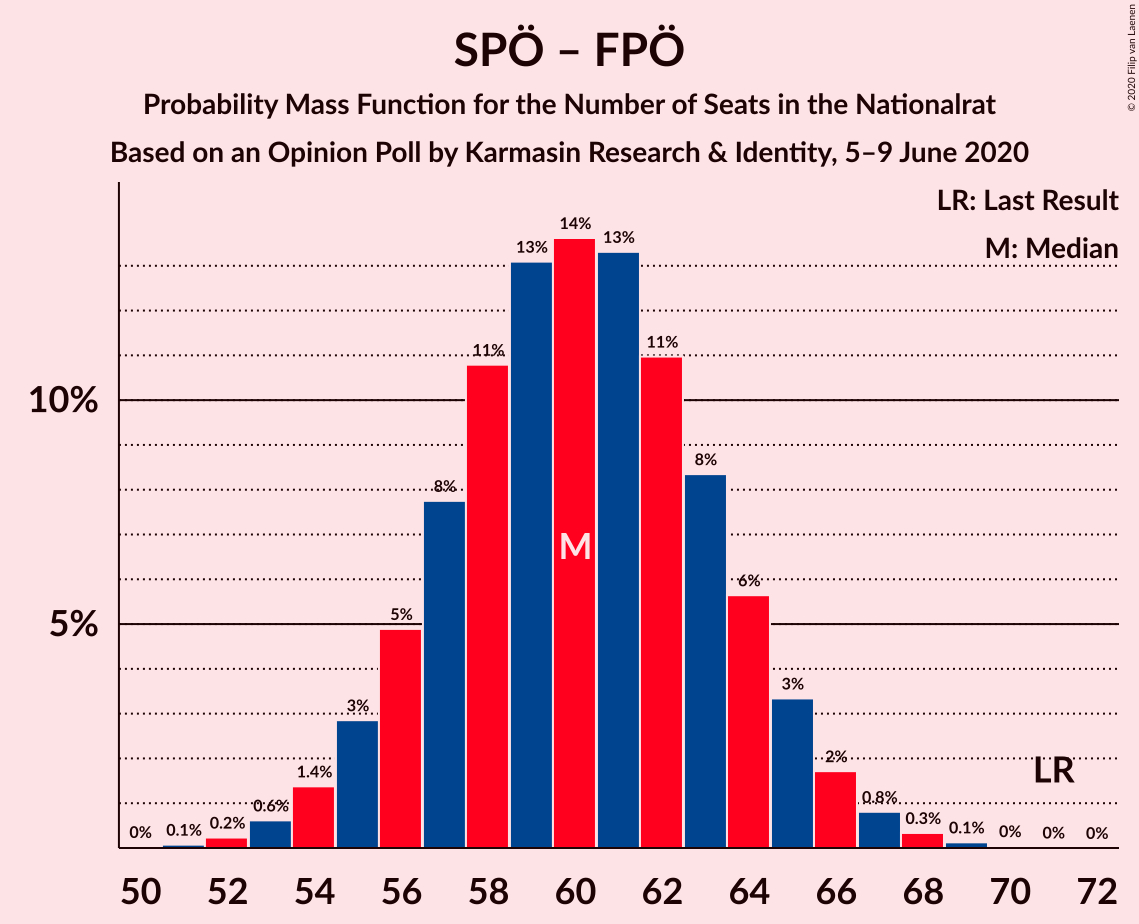 SPÖ – FPÖ
Probability Mass Function for the Number of Seats in the Nationalrat
Based on an Opinion Poll by Karmasin Research & Identity, 5–9 June 2020
© 2020 Filip van Laenen
LR: Last Result
M: Median
10%
5%
0%
0.1%
0.2%
0.6%
1.4%
3%
5%
8%
11%
13%
14%
13%
11%
8%
6%
3%
2%
0.8%
0.3%
0.1%
0%
0%
0%
M
LR
50 52 54 56 58 60 62 64 66 68 70 72